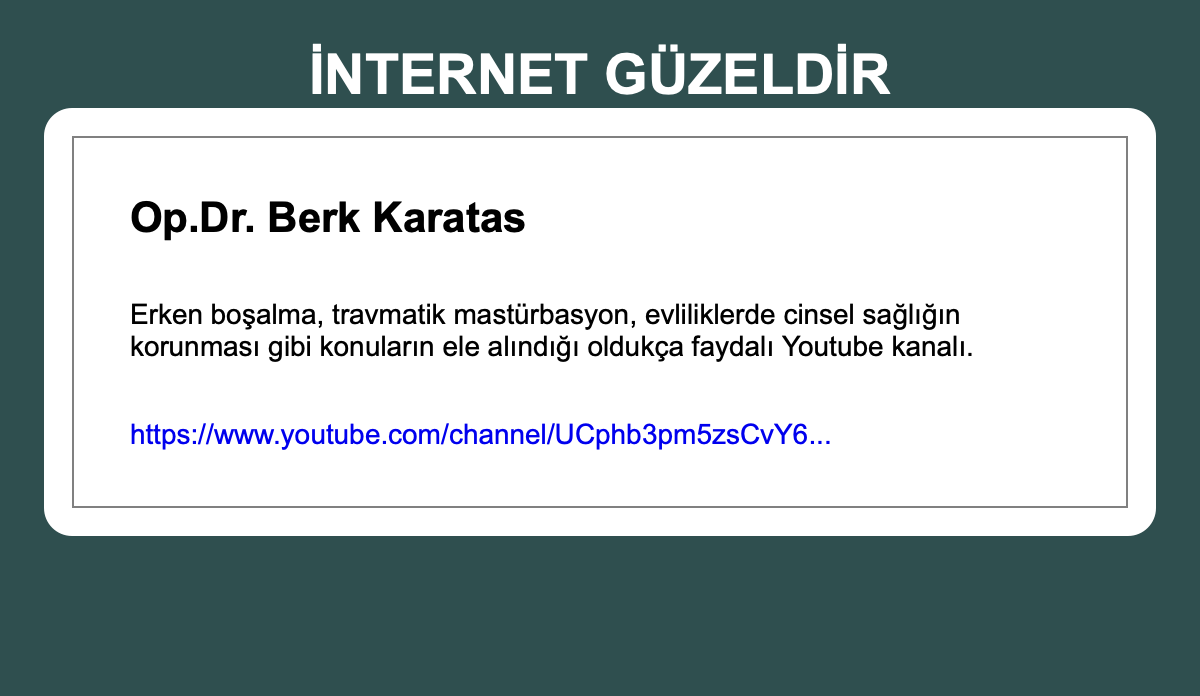 İNTERNET GÜZELDİR
Op.Dr. Berk Karatas
Erken boşalma, travmatik mastürbasyon, evliliklerde cinsel sağlığın
korunması gibi konuların ele alındığı oldukça faydalı Youtube kanalı.
https://www.youtube.com/channel/UCphb3pm5zsCvY6...